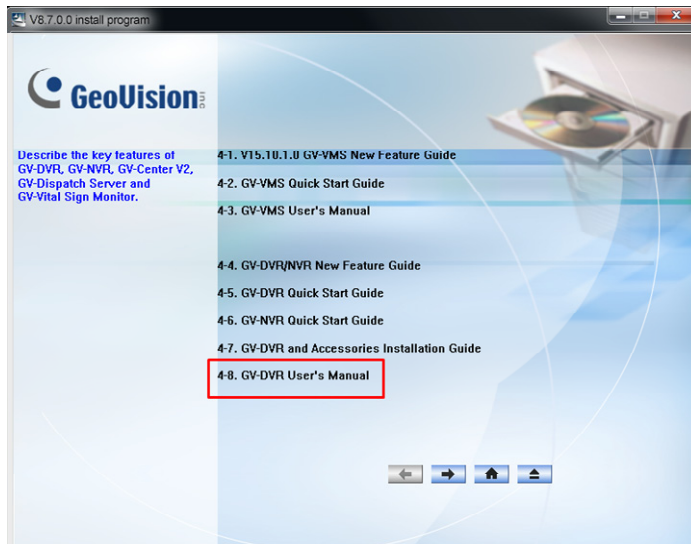 V8.7.0.0 install program
GeoVision inc
Describe the key features of
GV-DVR, GV-NVR, GV-Center V2,
GV-Dispatch Server and
GV-Vital Sign Monitor.
4-1. V15.10.1.0 GV-VMS New Feature Guide
4-2. GV-VMS Quick Start Guide
4-3. GV-VMS User's Manual
4-4. GV-DVR/NVR New Feature Guide
4-5. GV-DVR Quick Start Guide
4-6. GV-NVR Quick Start Guide
4-7. GV-DVR and Accessories Installation Guide
4-8. GV-DVR User's Manual